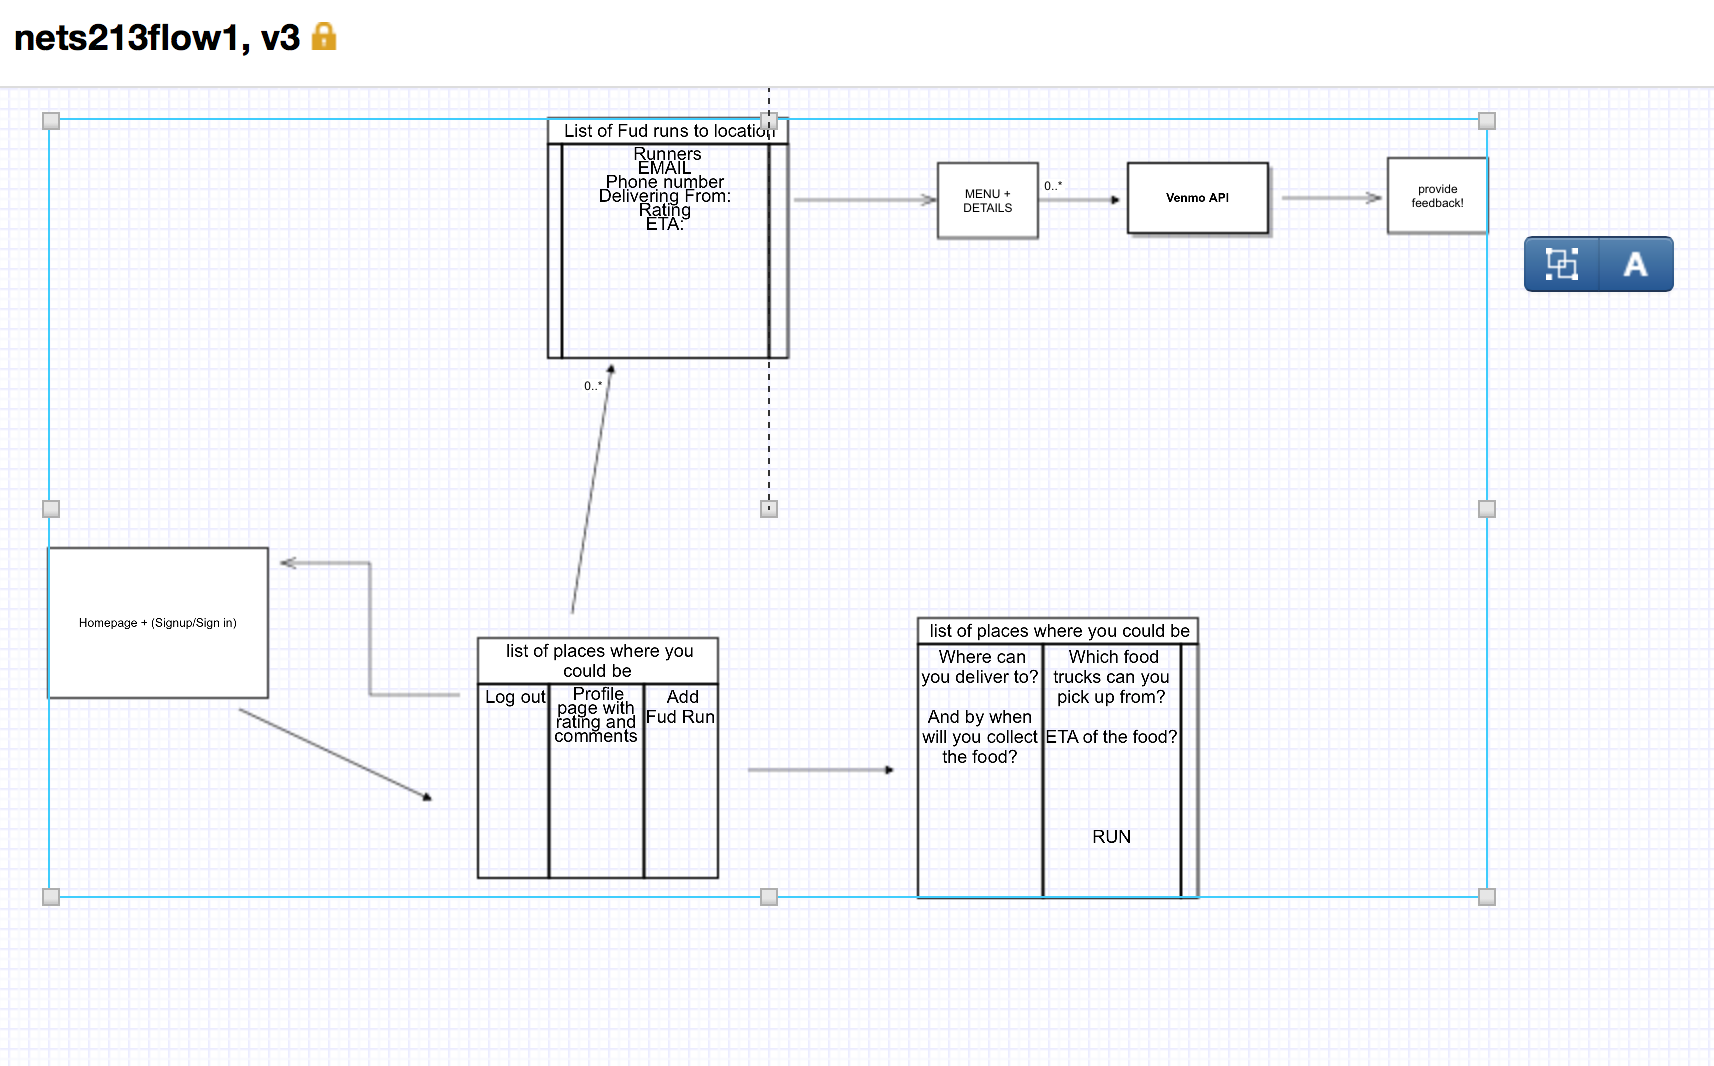 nets213flow1, v3
List of Fud runs to location
Runners
EMAIL
Phone number
Delivering From:
Rating
ETA:
MENU +
DETAILS
0..*
Venmo API
provide
feedback!
A
0..*
Homepage + (Signup/Sign in)
list of places where you
could be
Log out
Profile
page with
rating and
comments
Add
Fud Run
list of places where you could be
Where can
you deliver to?
And by when
will you collect
the food?
Which food
trucks can you
pick up from?
ETA of the food?
RUN